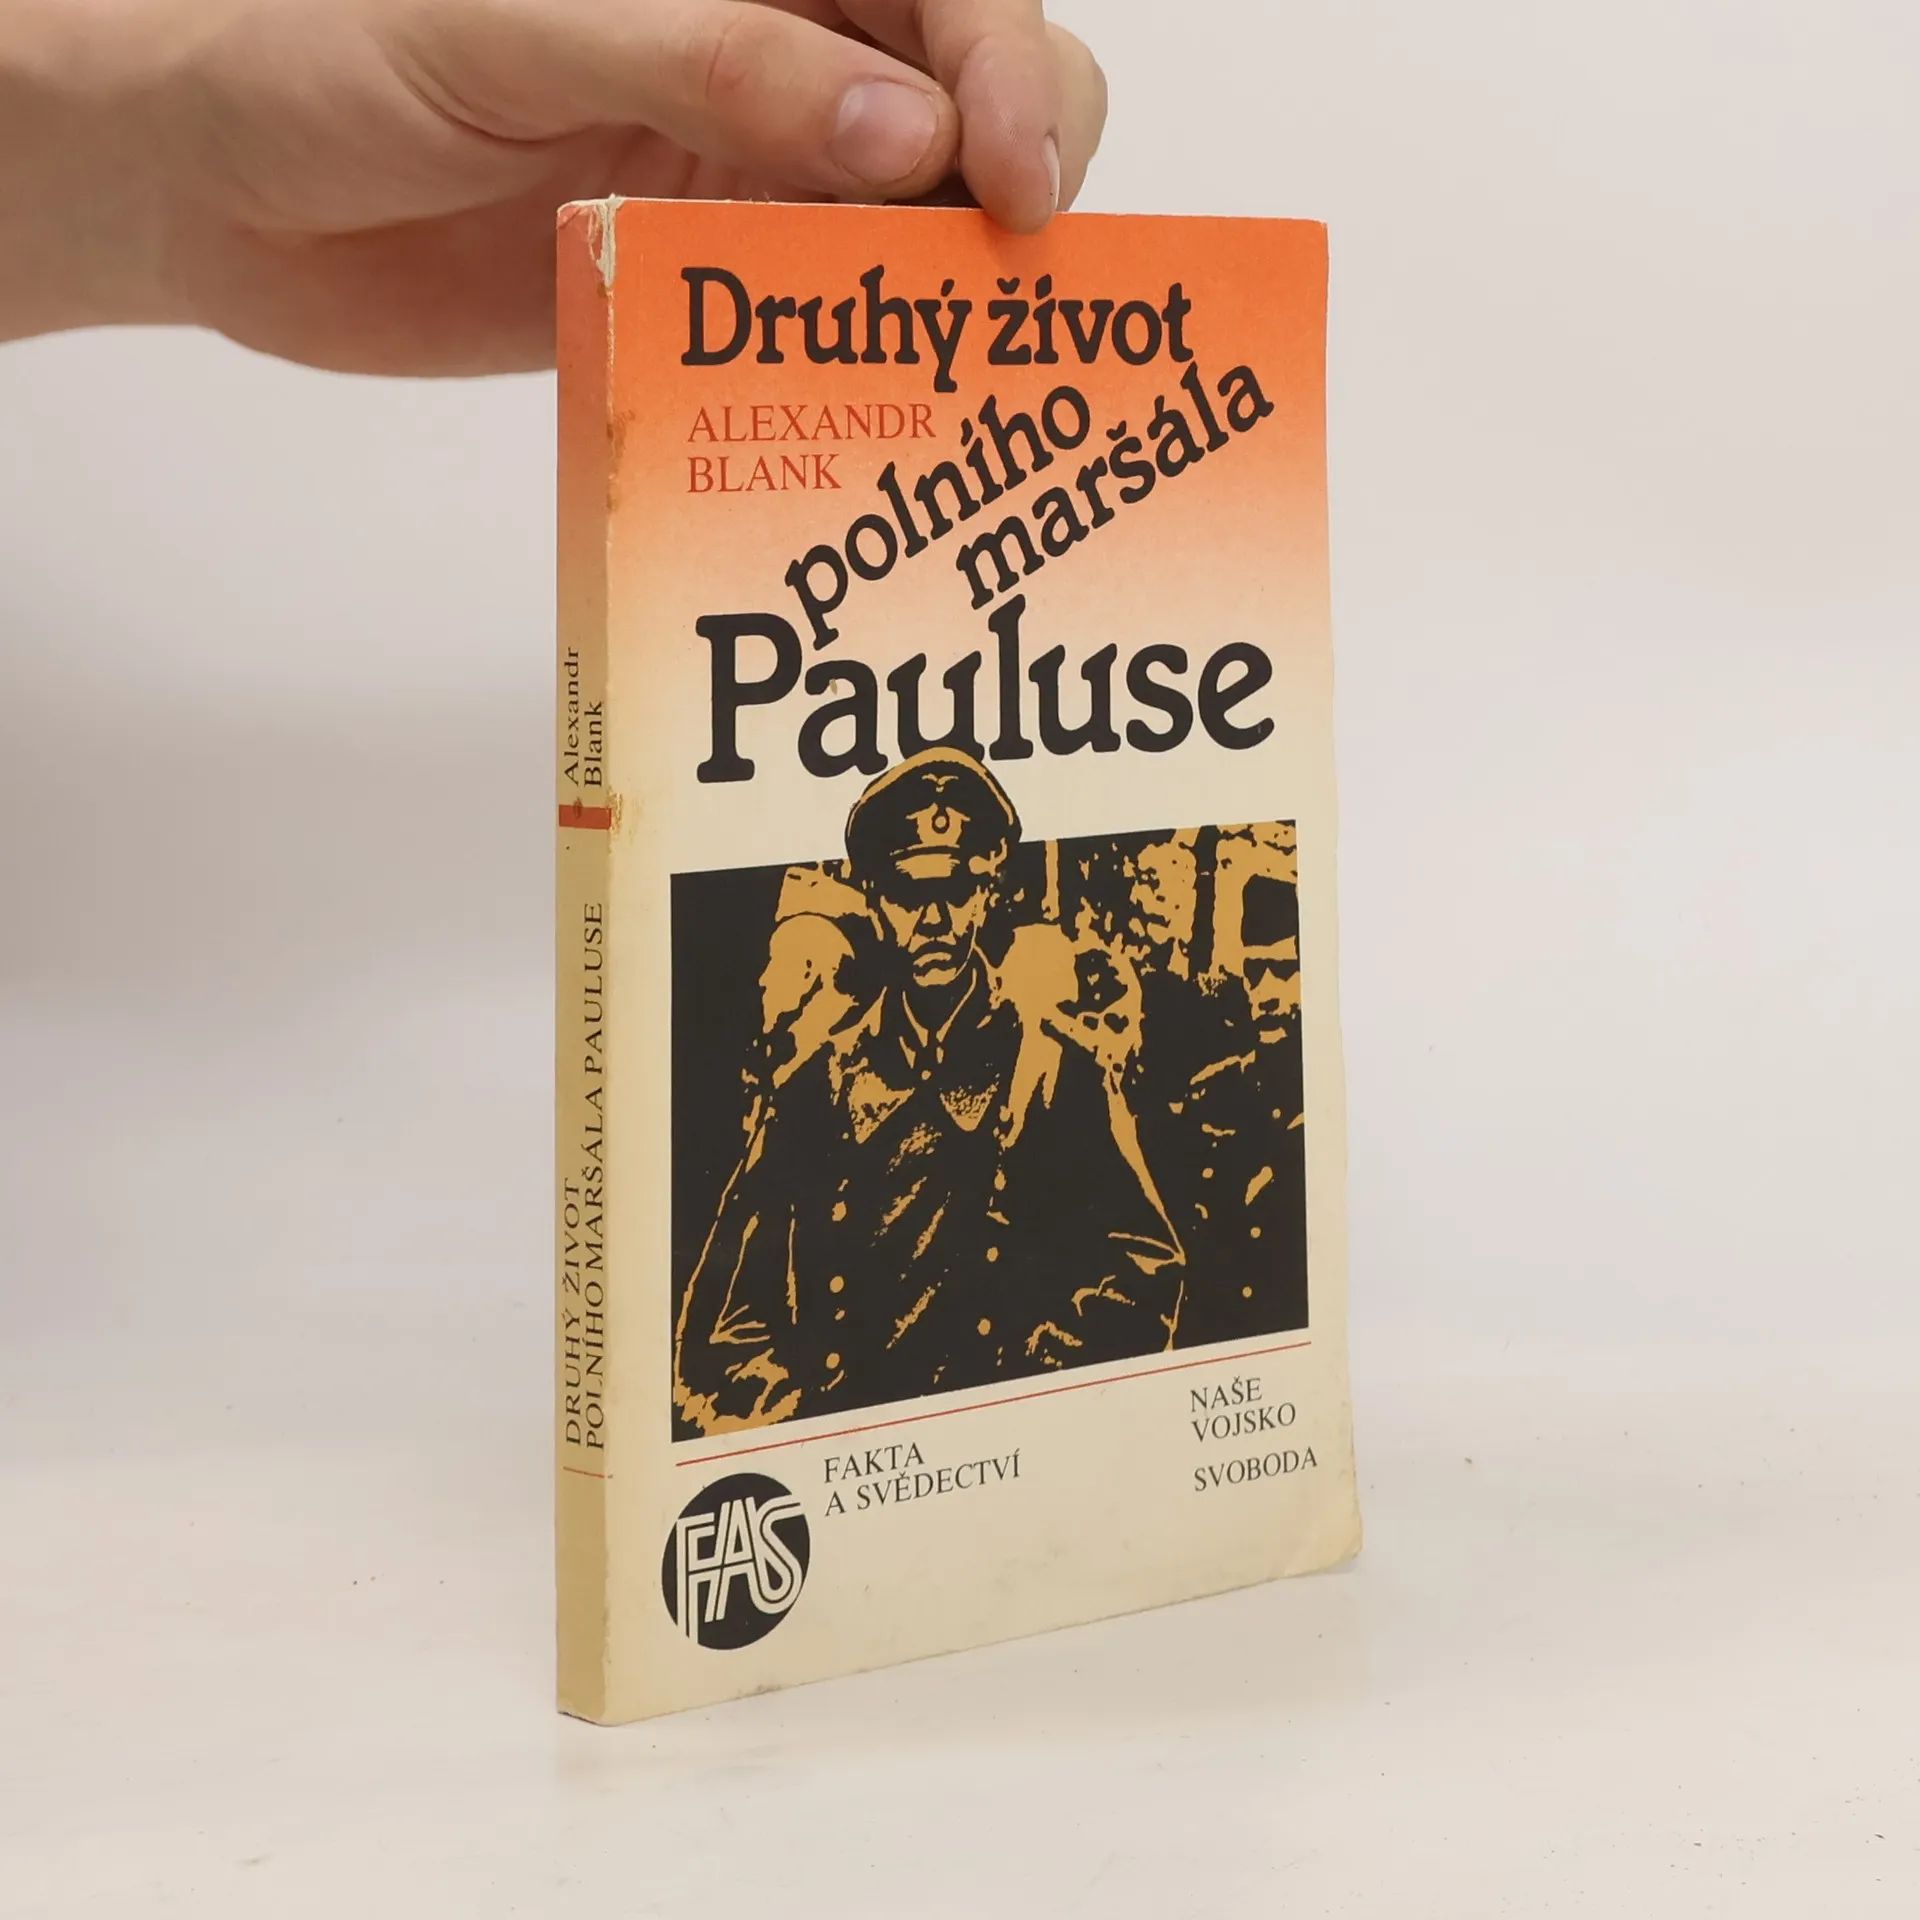 Druhý život
ALEXANDR
BLANK
polního
maršála
Pauluse
FAKTA
A SVĚDECTVÍ
NAŠE
VOJSKO
SVOBODA
FAS
Alexandr
Blank
DRUHÝ ŽIVOT
POLNÍHO MARŠÁLA PAULUSE